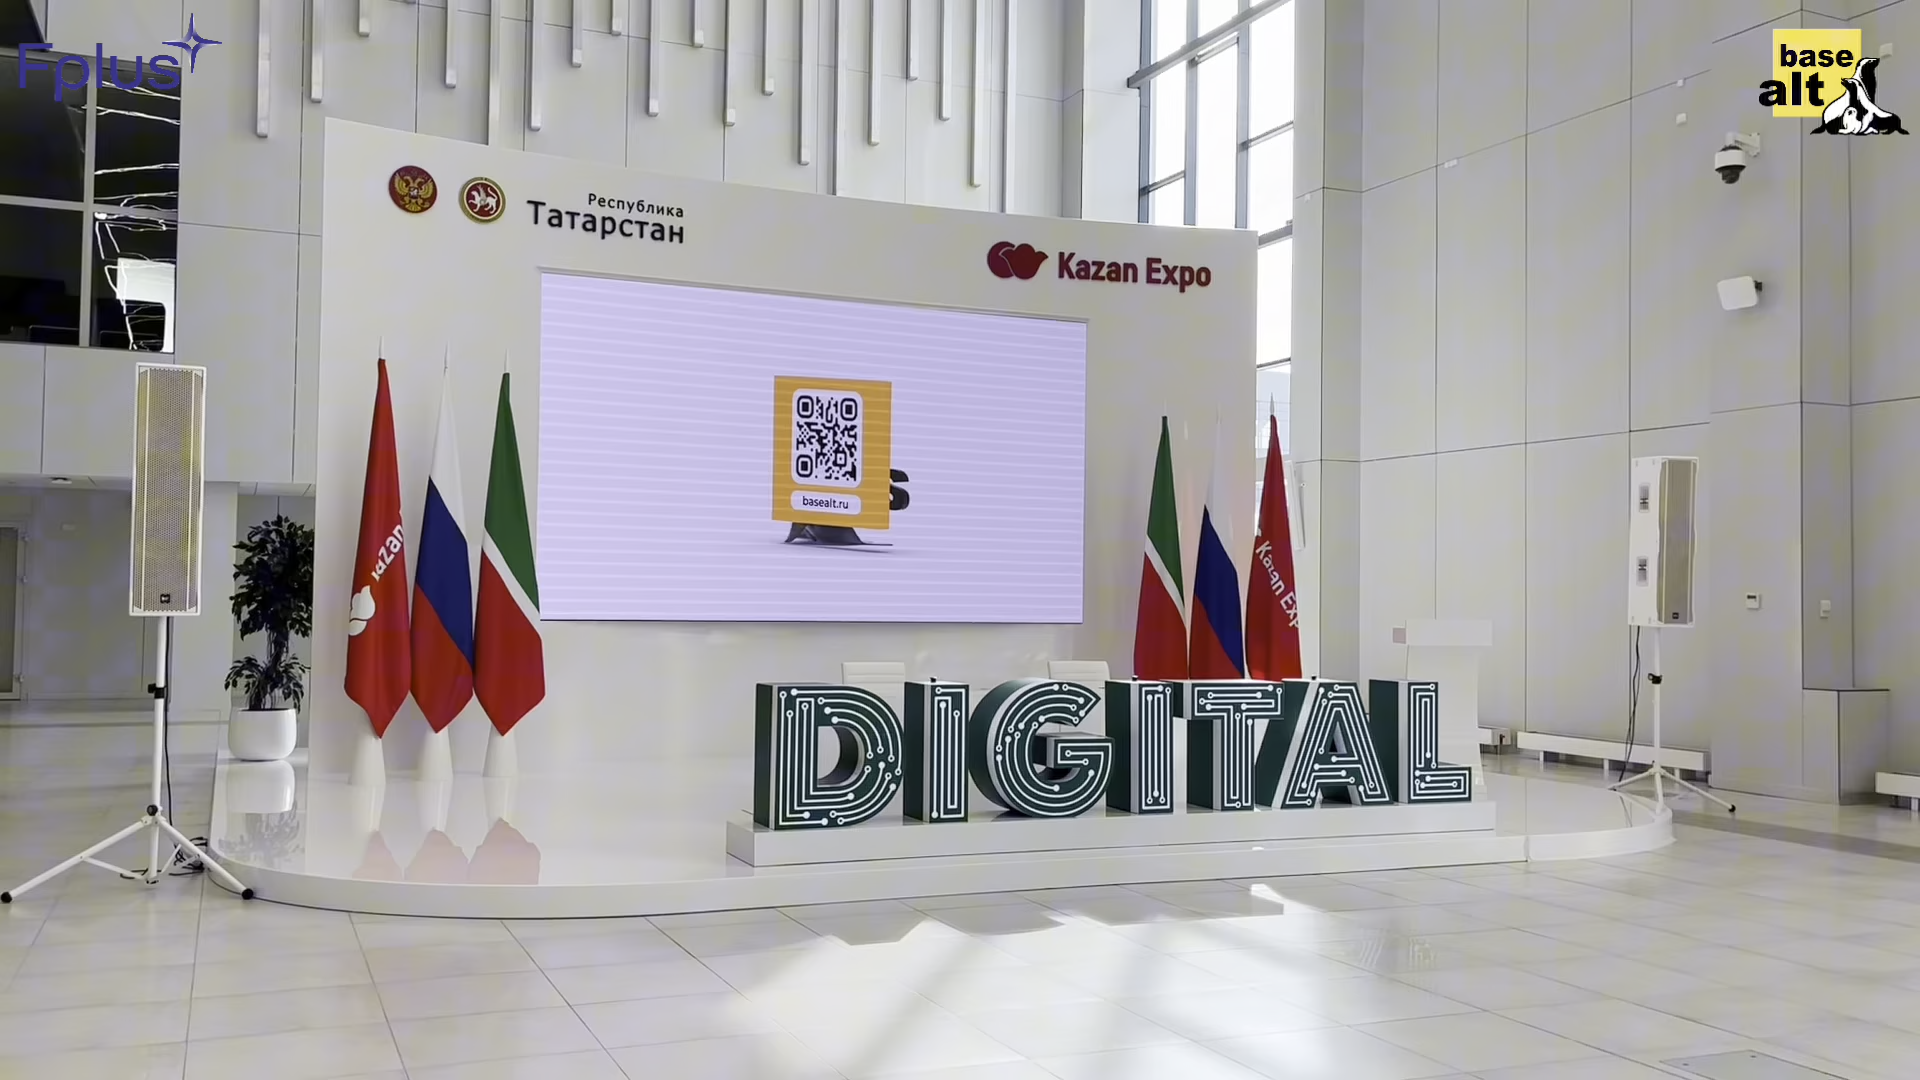 Fplus
base
alt
Республика
Татарстан
Kazan Expo
basealt.ru
Kazan
Kazan Exp
DIGITAL